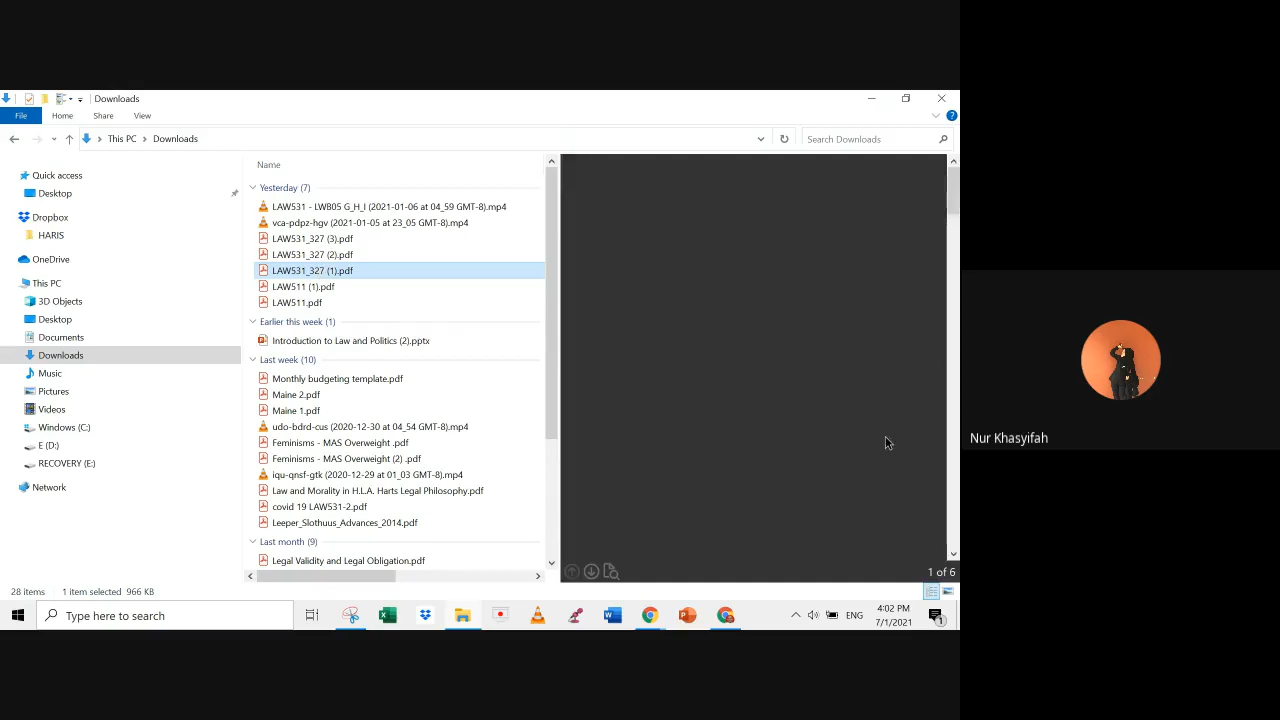 Downloads
File Home Share View
This PC Downloads
Search Downloads
Quick access
Desktop
Dropbox
HARIS
OneDrive
This PC
3D Objects
Desktop
Documents
Downloads
Music
Pictures
Videos
Windows (C:)
E (D:)
RECOVERY (E:)
Network
Name
Yesterday (7)
LAW531 - LWB05 G_H_I (2021-01-06 at 04_59 GMT-8).mp4
vca-pdpz-hgv (2021-01-05 at 23_05 GMT-8).mp4
LAW531_327 (3).pdf
LAW531_327 (2).pdf
LAW531_327 (1).pdf
LAW511 (1).pdf
LAW511.pdf
Earlier this week (1)
Introduction to Law and Politics (2).pptx
Last week (10)
Monthly budgeting template.pdf
Maine 2.pdf
Maine 1.pdf
udo-bdrd-cus (2020-12-30 at 04_54 GMT-8).mp4
Feminisms - MAS Overweight .pdf
Feminisms - MAS Overweight (2) .pdf
iqu-qnsf-gtk (2020-12-29 at 01_03 GMT-8).mp4
Law and Morality in H.L.A. Harts Legal Philosophy.pdf
covid 19 LAW531-2.pdf
Leeper_Slothuus_Advances_2014.pdf
Last month (9)
Legal Validity and Legal Obligation.pdf
1 of 6
28 items 1 item selected 966 KB
Type here to search
ENG
4:02 PM
7/1/2021
1
Nur Khasyifah